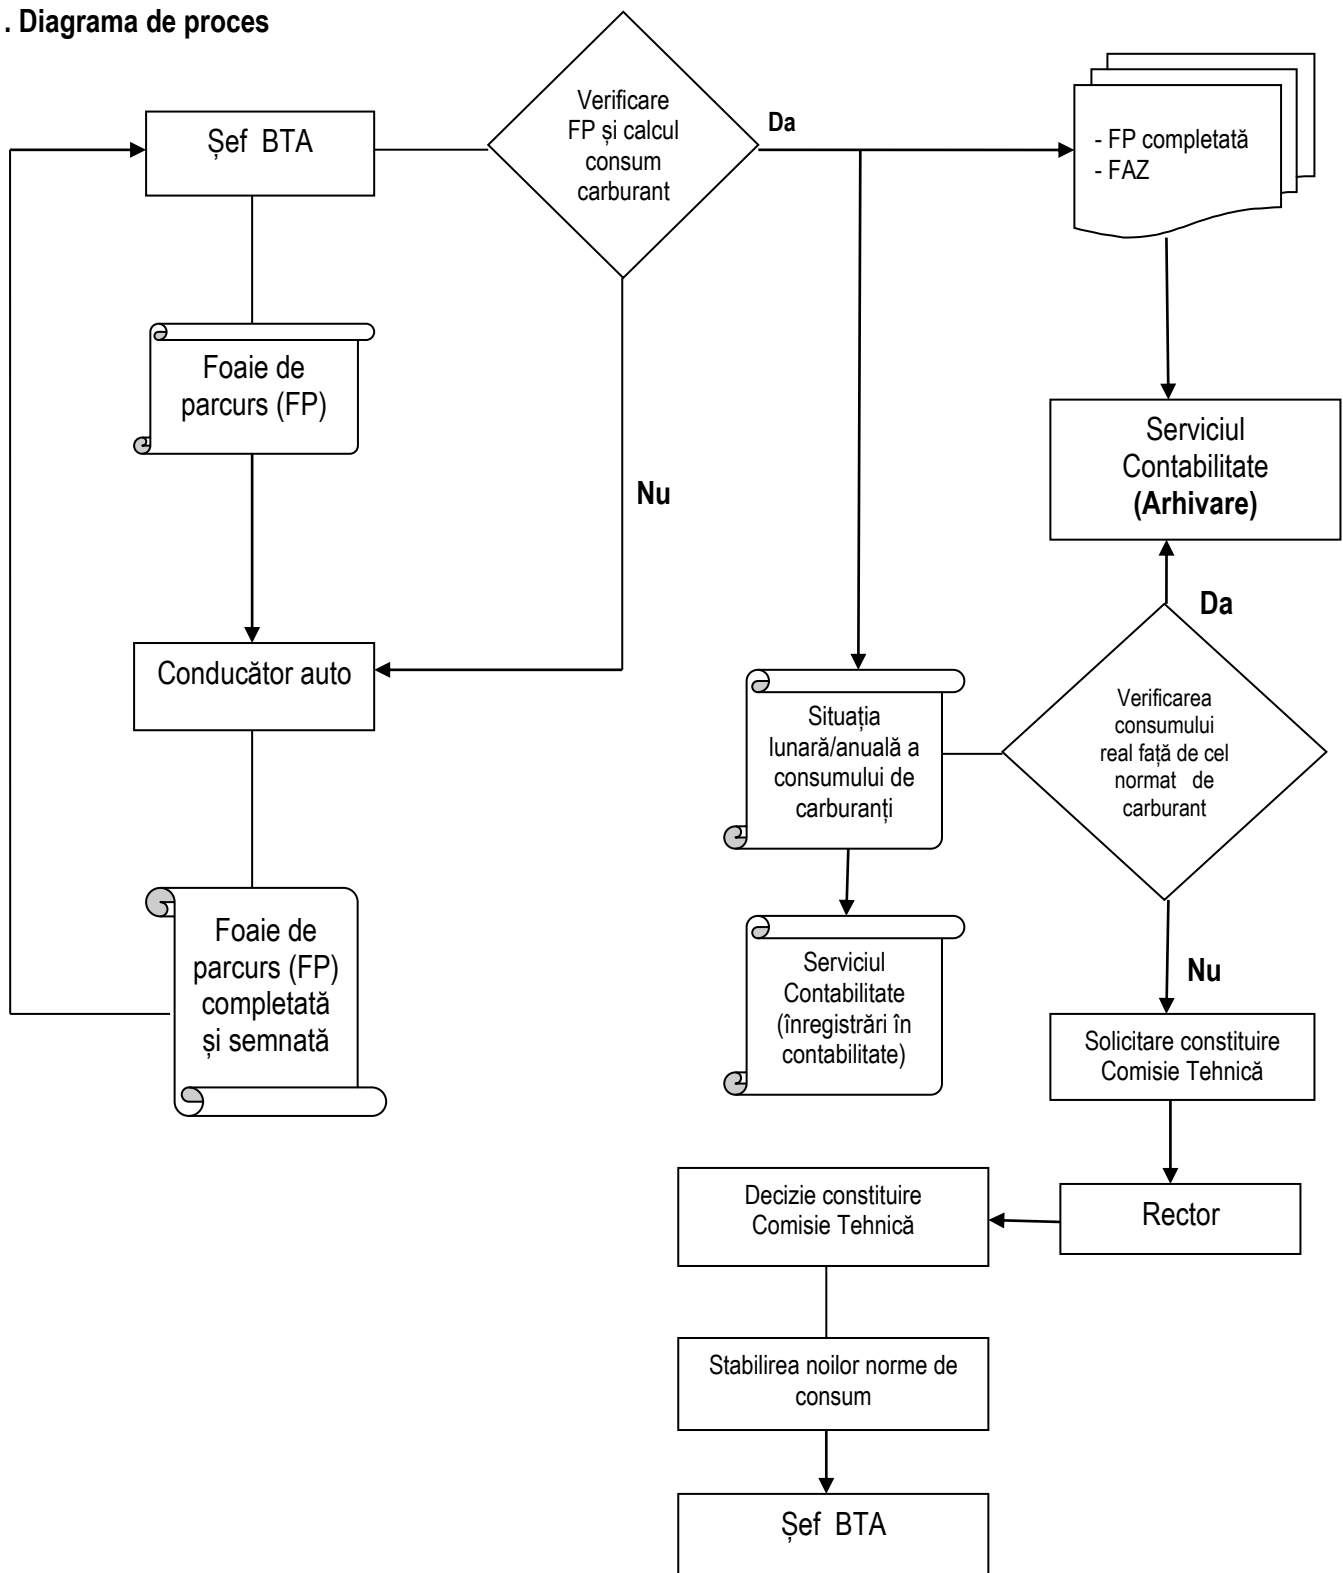 . Diagrama de proces
Șef BTA
Verificare
FP și calcul
consum
carburant
Da
- FP completată
- FAZ
Foaie de
parcurs (FP)
Nu
Serviciul
Contabilitate
(Arhivare)
Da
Conducător auto
Situația
lunară/anuală a
consumului de
carburanți
Verificarea
consumului
real față de cel
normat de
carburant
Foaie de
parcurs (FP)
completată
și semnată
Serviciul
Contabilitate
(înregistrări în
contabilitate)
Nu
Solicitare constituire
Comisie Tehnică
Decizie constituire
Comisie Tehnică
Rector
Stabilirea noilor norme de
consum
Șef BTA